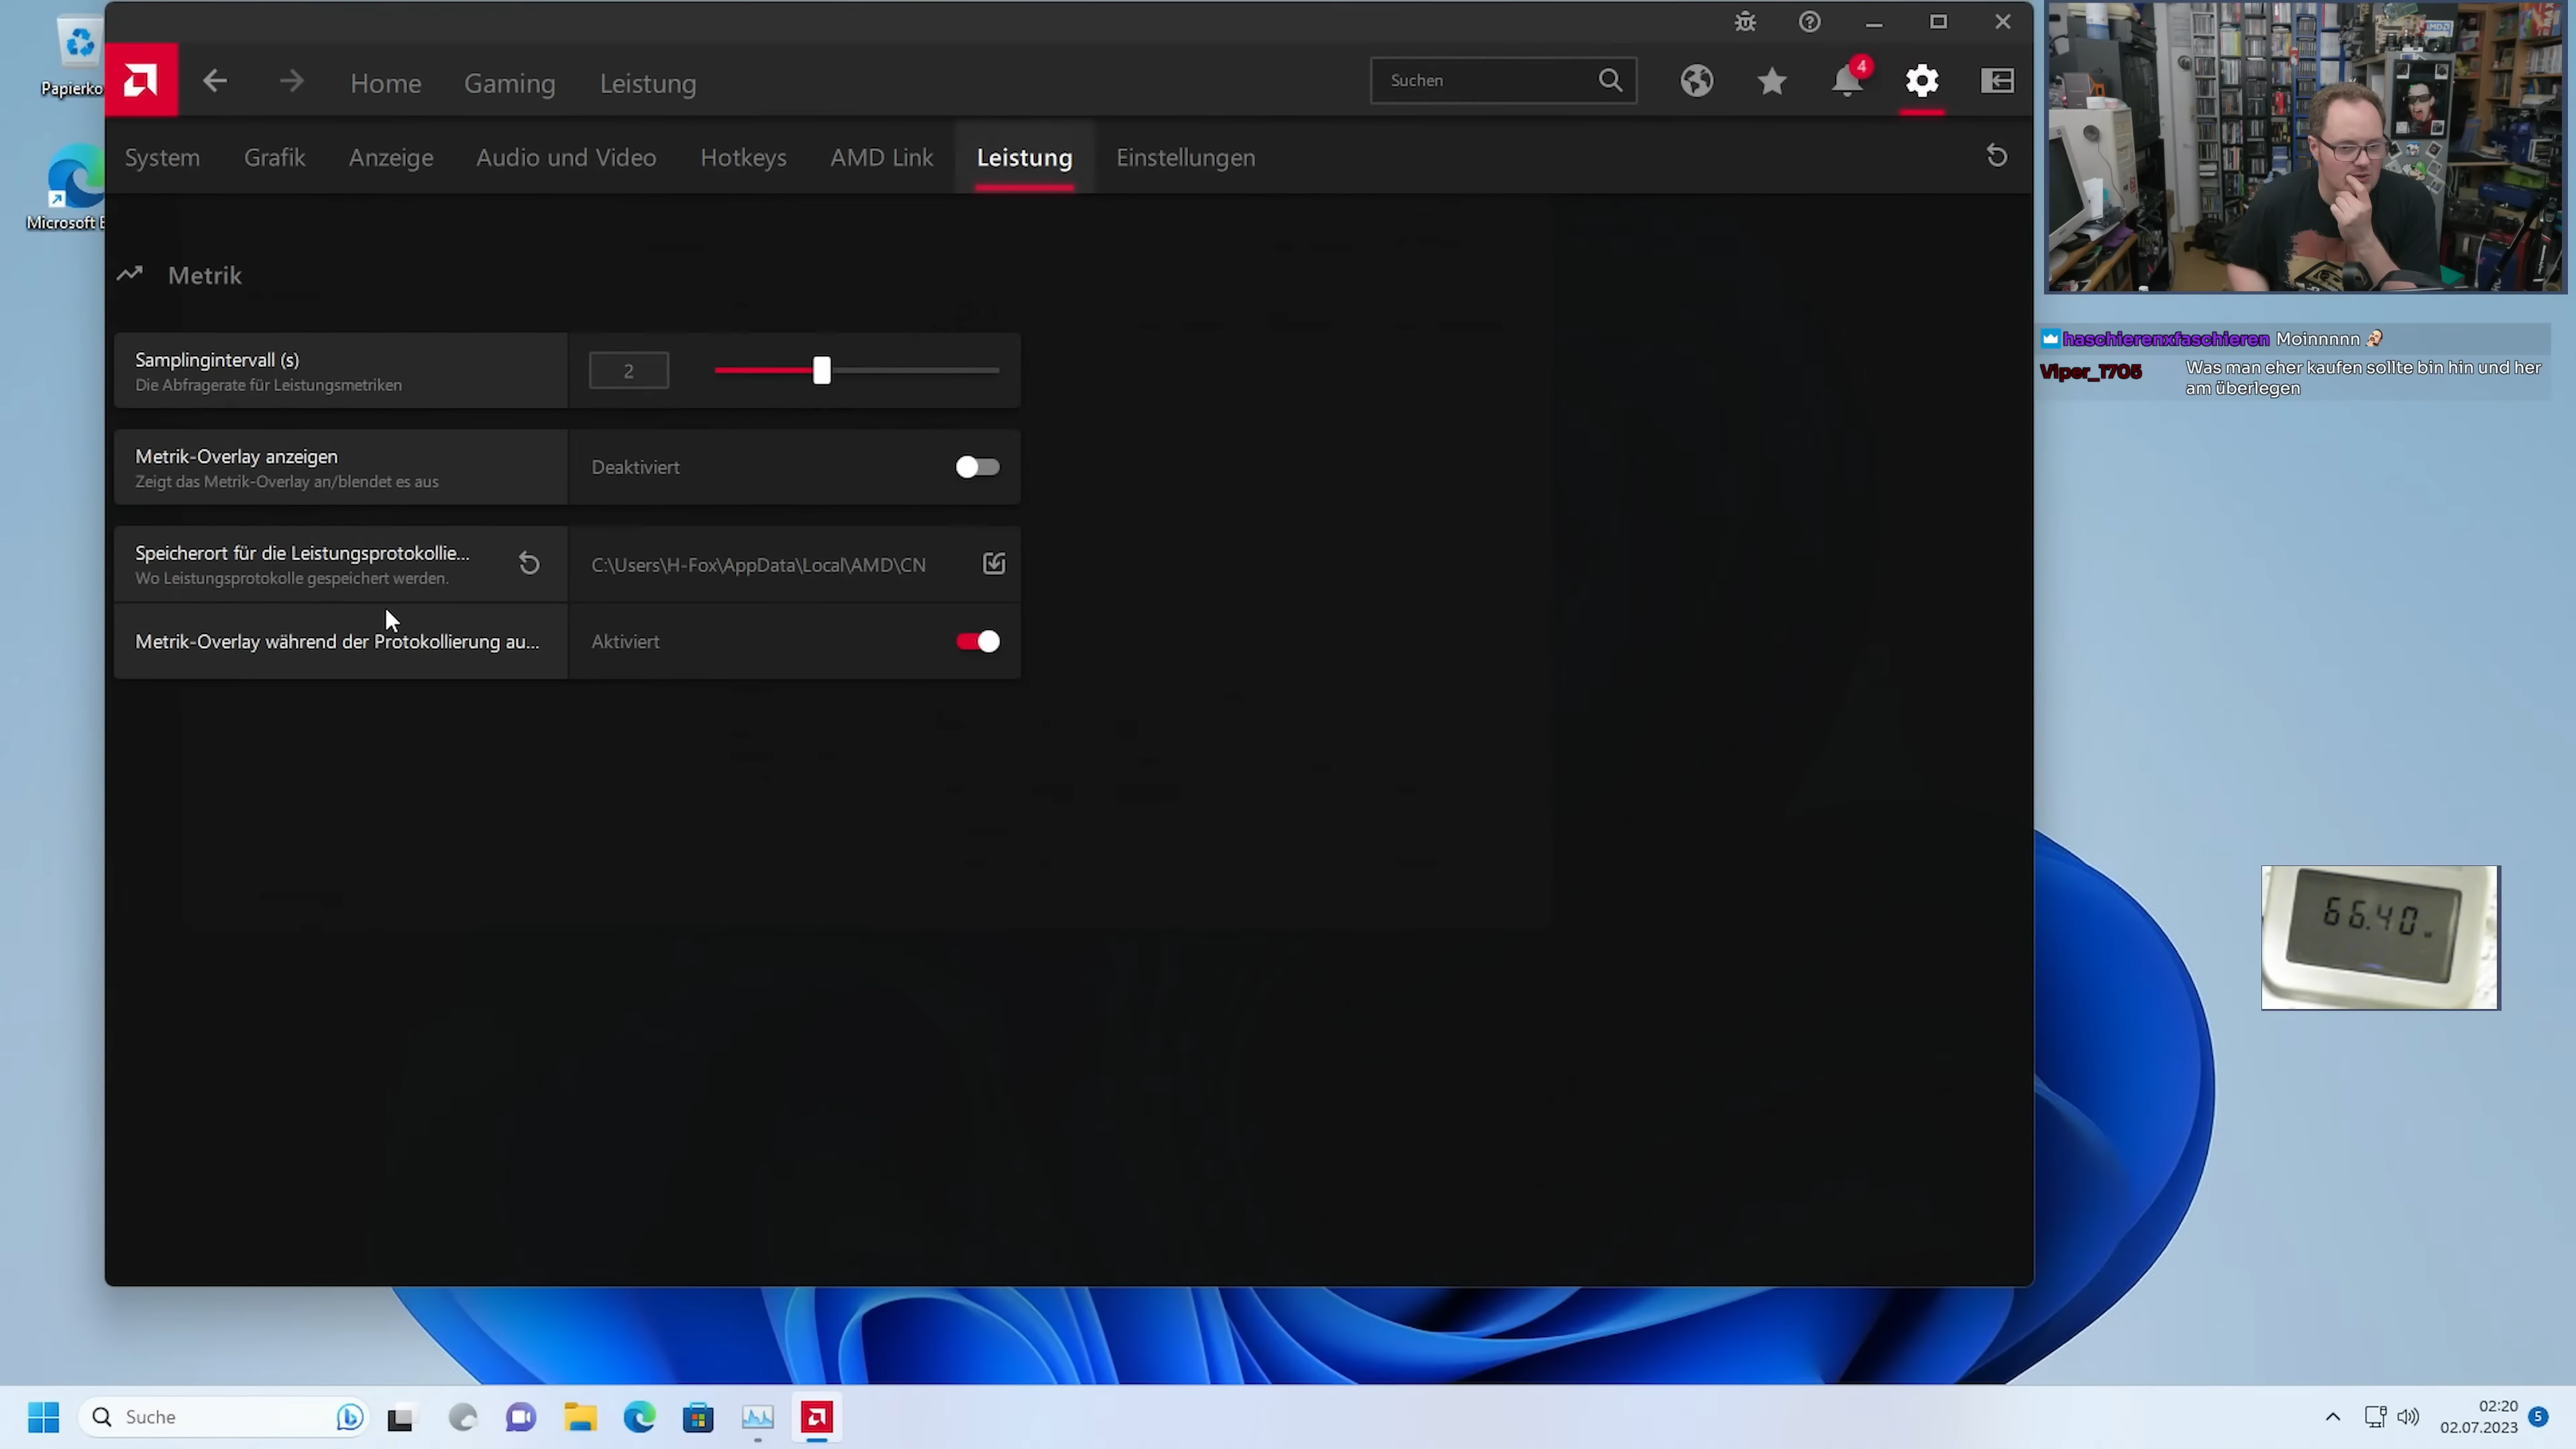 Papierko
Microsoft E
Home Gaming Leistung
Suchen
4
System Grafik Anzeige Audio und Video Hotkeys AMD Link Leistung Einstellungen
Metrik
Samplingintervall (s)
Die Abfragerate für Leistungsmetriken
2
Metrik-Overlay anzeigen
Zeigt das Metrik-Overlay an/blendet es aus
Deaktiviert
Speicherort für die Leistungsprotokollie...
Wo Leistungsprotokolle gespeichert werden.
C:\Users\H-Fox\AppData\Local\AMD\CN
Metrik-Overlay während der Protokollierung au...
Aktiviert
haschierenxfaschieren Moinnnnn
Viper_1705 Was man eher kaufen sollte bin hin und her
am überlegen
66.40 W
Suche
02:20
02.07.2023
5